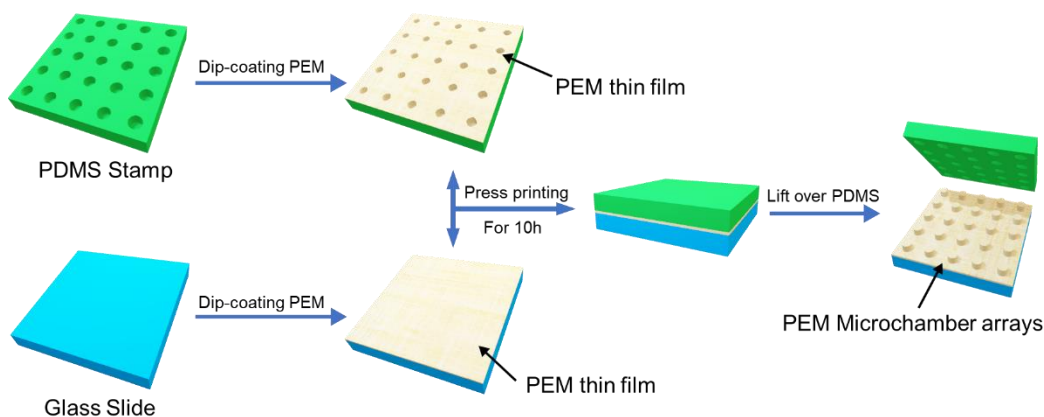 Dip-coating PEM
PEM thin film
PDMS Stamp
Press printing
For 10h
Lift over PDMS
Dip-coating PEM
PEM thin film
Glass Slide
PEM Microchamber arrays